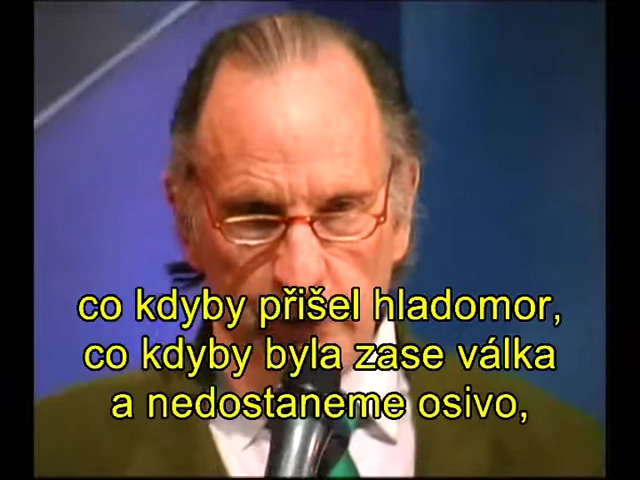 co kdyby přišel hladomor,
co kdyby byla zase válka
a nedostaneme osivo,